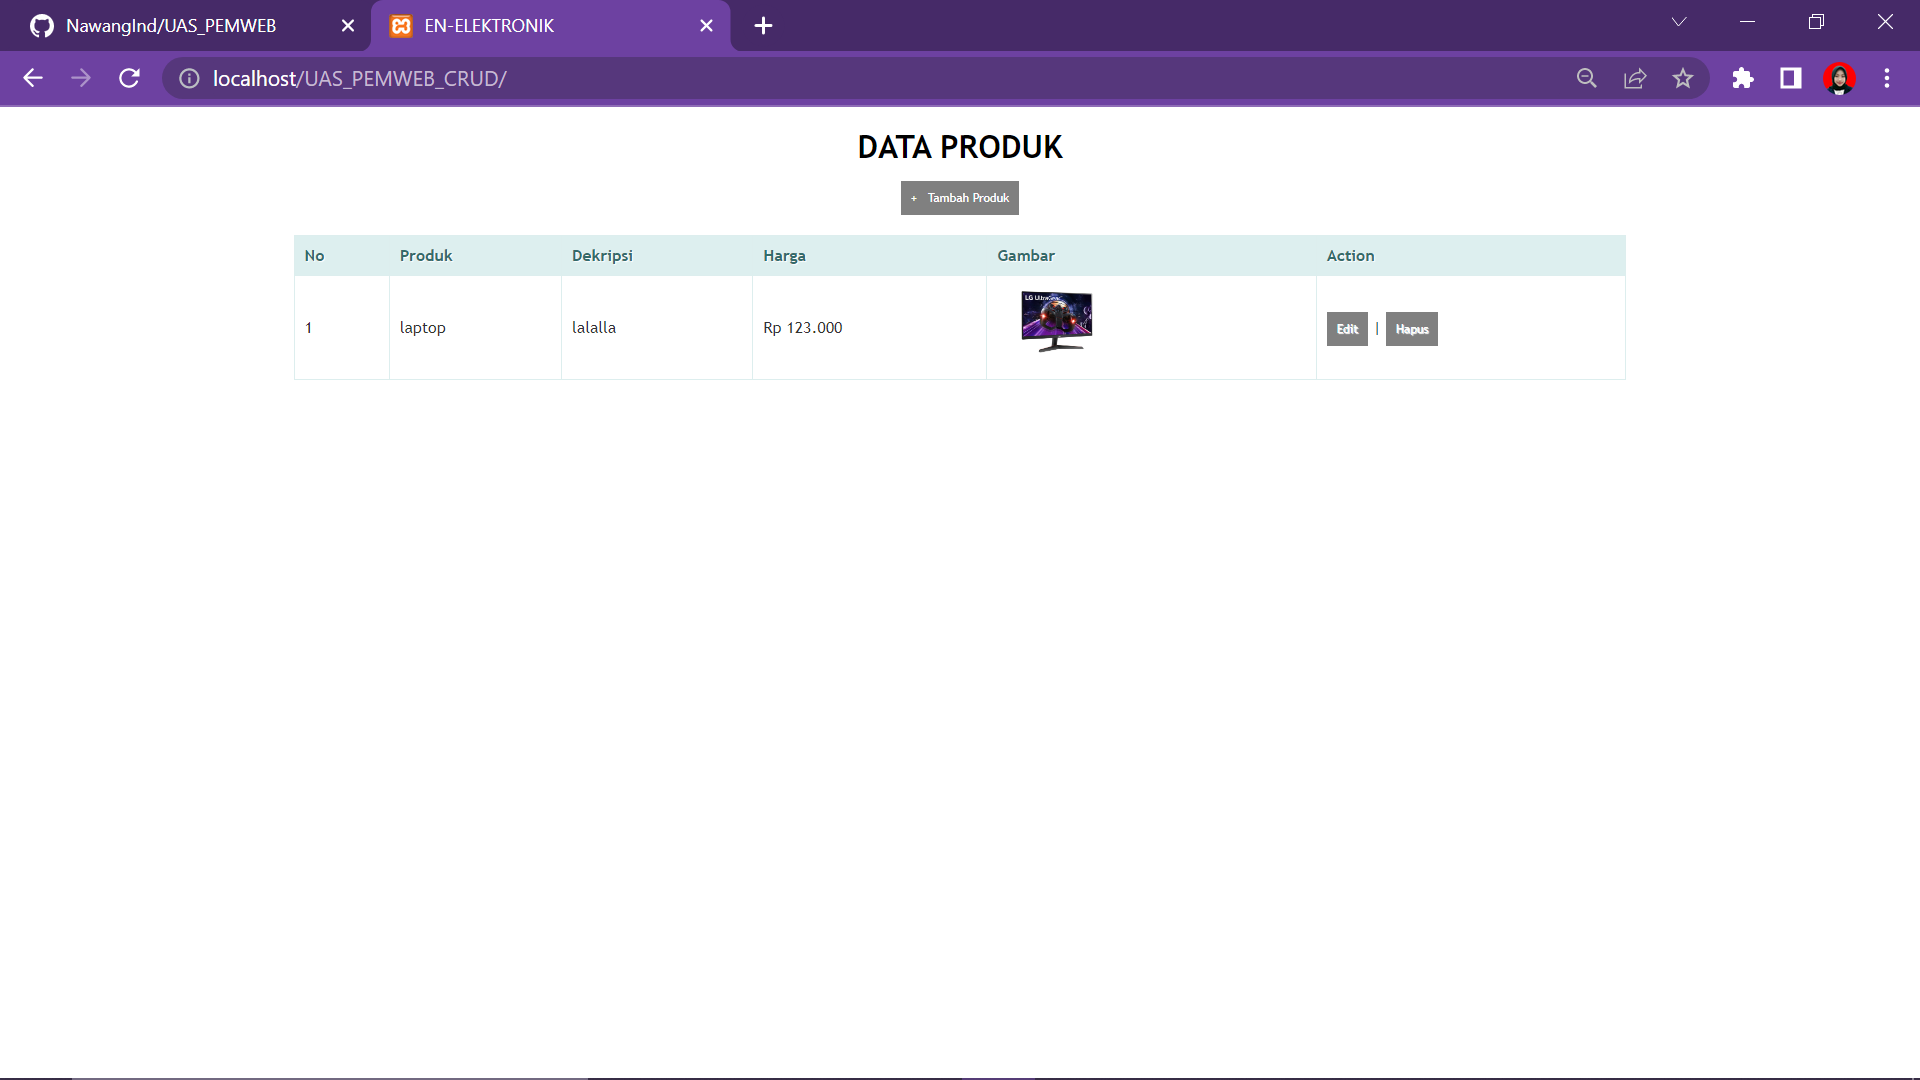 NawangInd/UAS_PEMWEB
EN-ELEKTRONIK
localhost/UAS_PEMWEB_CRUD/
DATA PRODUK
+ Tambah Produk
No Produk Dekripsi Harga Gambar Action
LG UltraGear
1 laptop lalalla Rp 123.000 Edit | Hapus